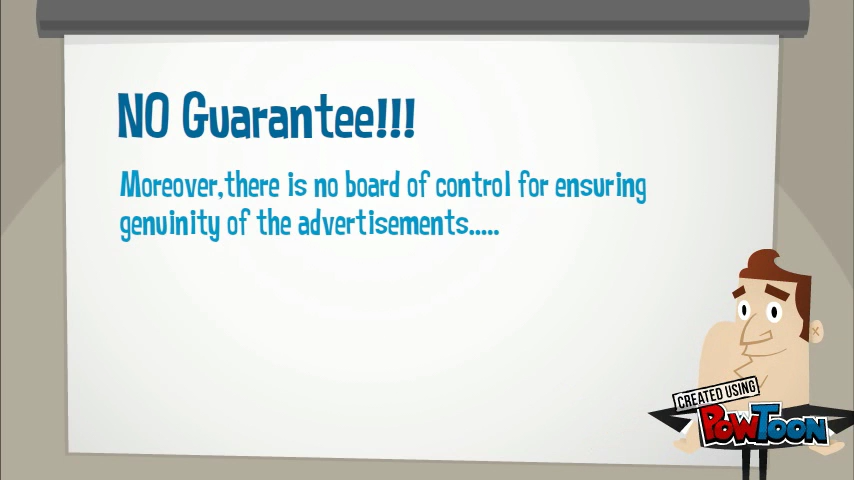 NO Guarantee!!!
Moreover,there is no board of control for ensuring
genuinity of the advertisements.....
CREATED USING
POWTOON